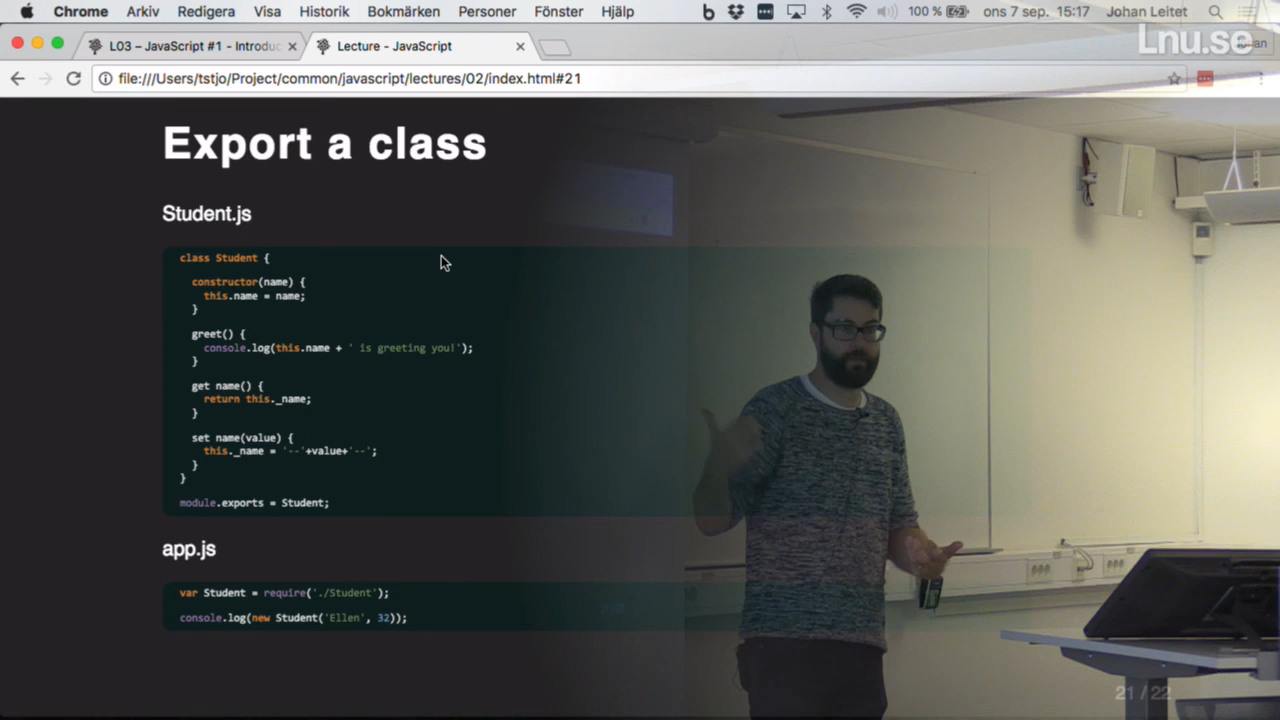 Chrome Arkiv Redigera Visa Historik Bokmärken Personer Fönster Hjälp 100 % ons 7 sep. 15:17 Johan Leitet
L03 – JavaScript #1 - Introduc Lecture - JavaScript
Lnu.se
file:///Users/tstjo/Project/common/javascript/lectures/02/index.html#21
Export a class
Student.js
class Student {
constructor(name) {
this.name = name;
}
greet() {
console.log(this.name + ' is greeting you!');
}
get name() {
return this._name;
}
set name(value) {
this._name = '--'+value+'--';
}
}
module.exports = Student;
app.js
var Student = require('./Student');
console.log(new Student('Ellen', 32));
21 / 22